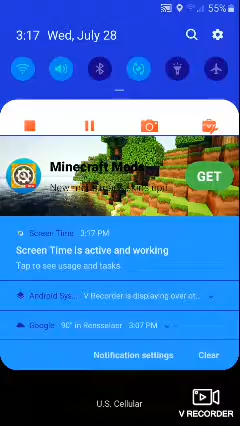 55%
3:17 Wed, July 28
Minecraft Mod
GET
Screen Time 3:17 PM
Screen Time is active and working
Tap to see usage and tasks
Android Sys... V Recorder is displaying over ot...
Google 90° in Rensselaer 3:07 PM
Notification settings Clear
U.S. Cellular
V RECORDER